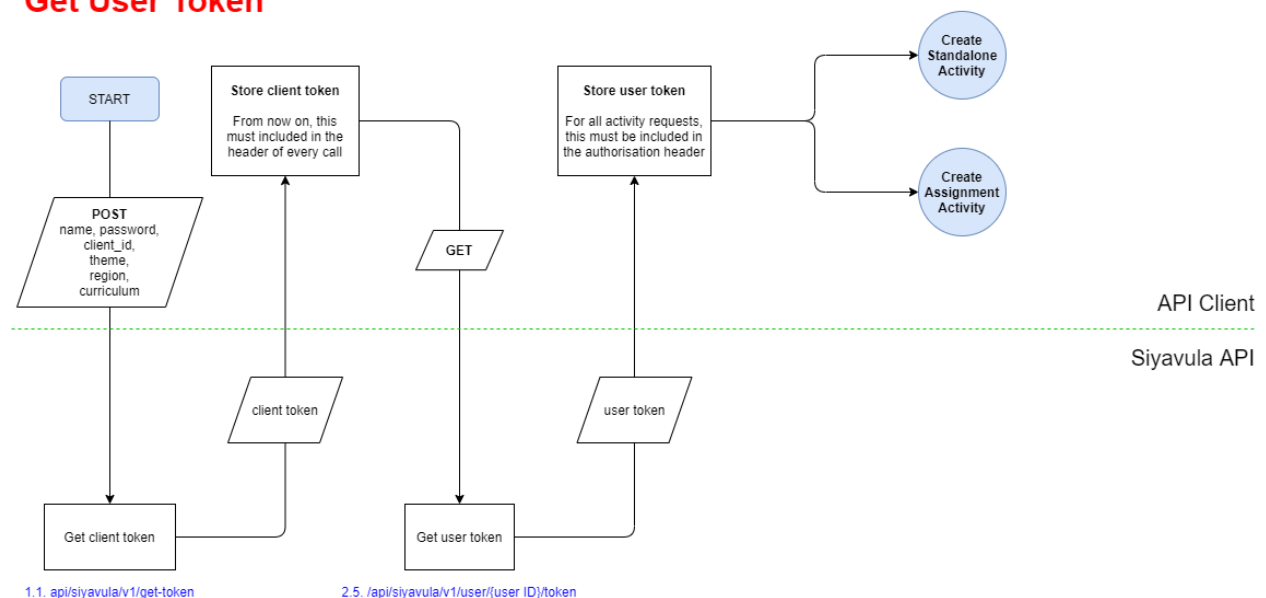 Get User Token
START
POST
name, password,
client_id,
theme,
region,
curriculum
Store client token
From now on, this
must included in the
header of every call
GET
Store user token
For all activity requests,
this must be included in
the authorisation header
Create
Standalone
Activity
Create
Assignment
Activity
API Client
Siyavula API
client token
user token
Get client token
Get user token
1.1. api/siyavula/v1/get-token
2.5. /api/siyavula/v1/user/{user ID}/token